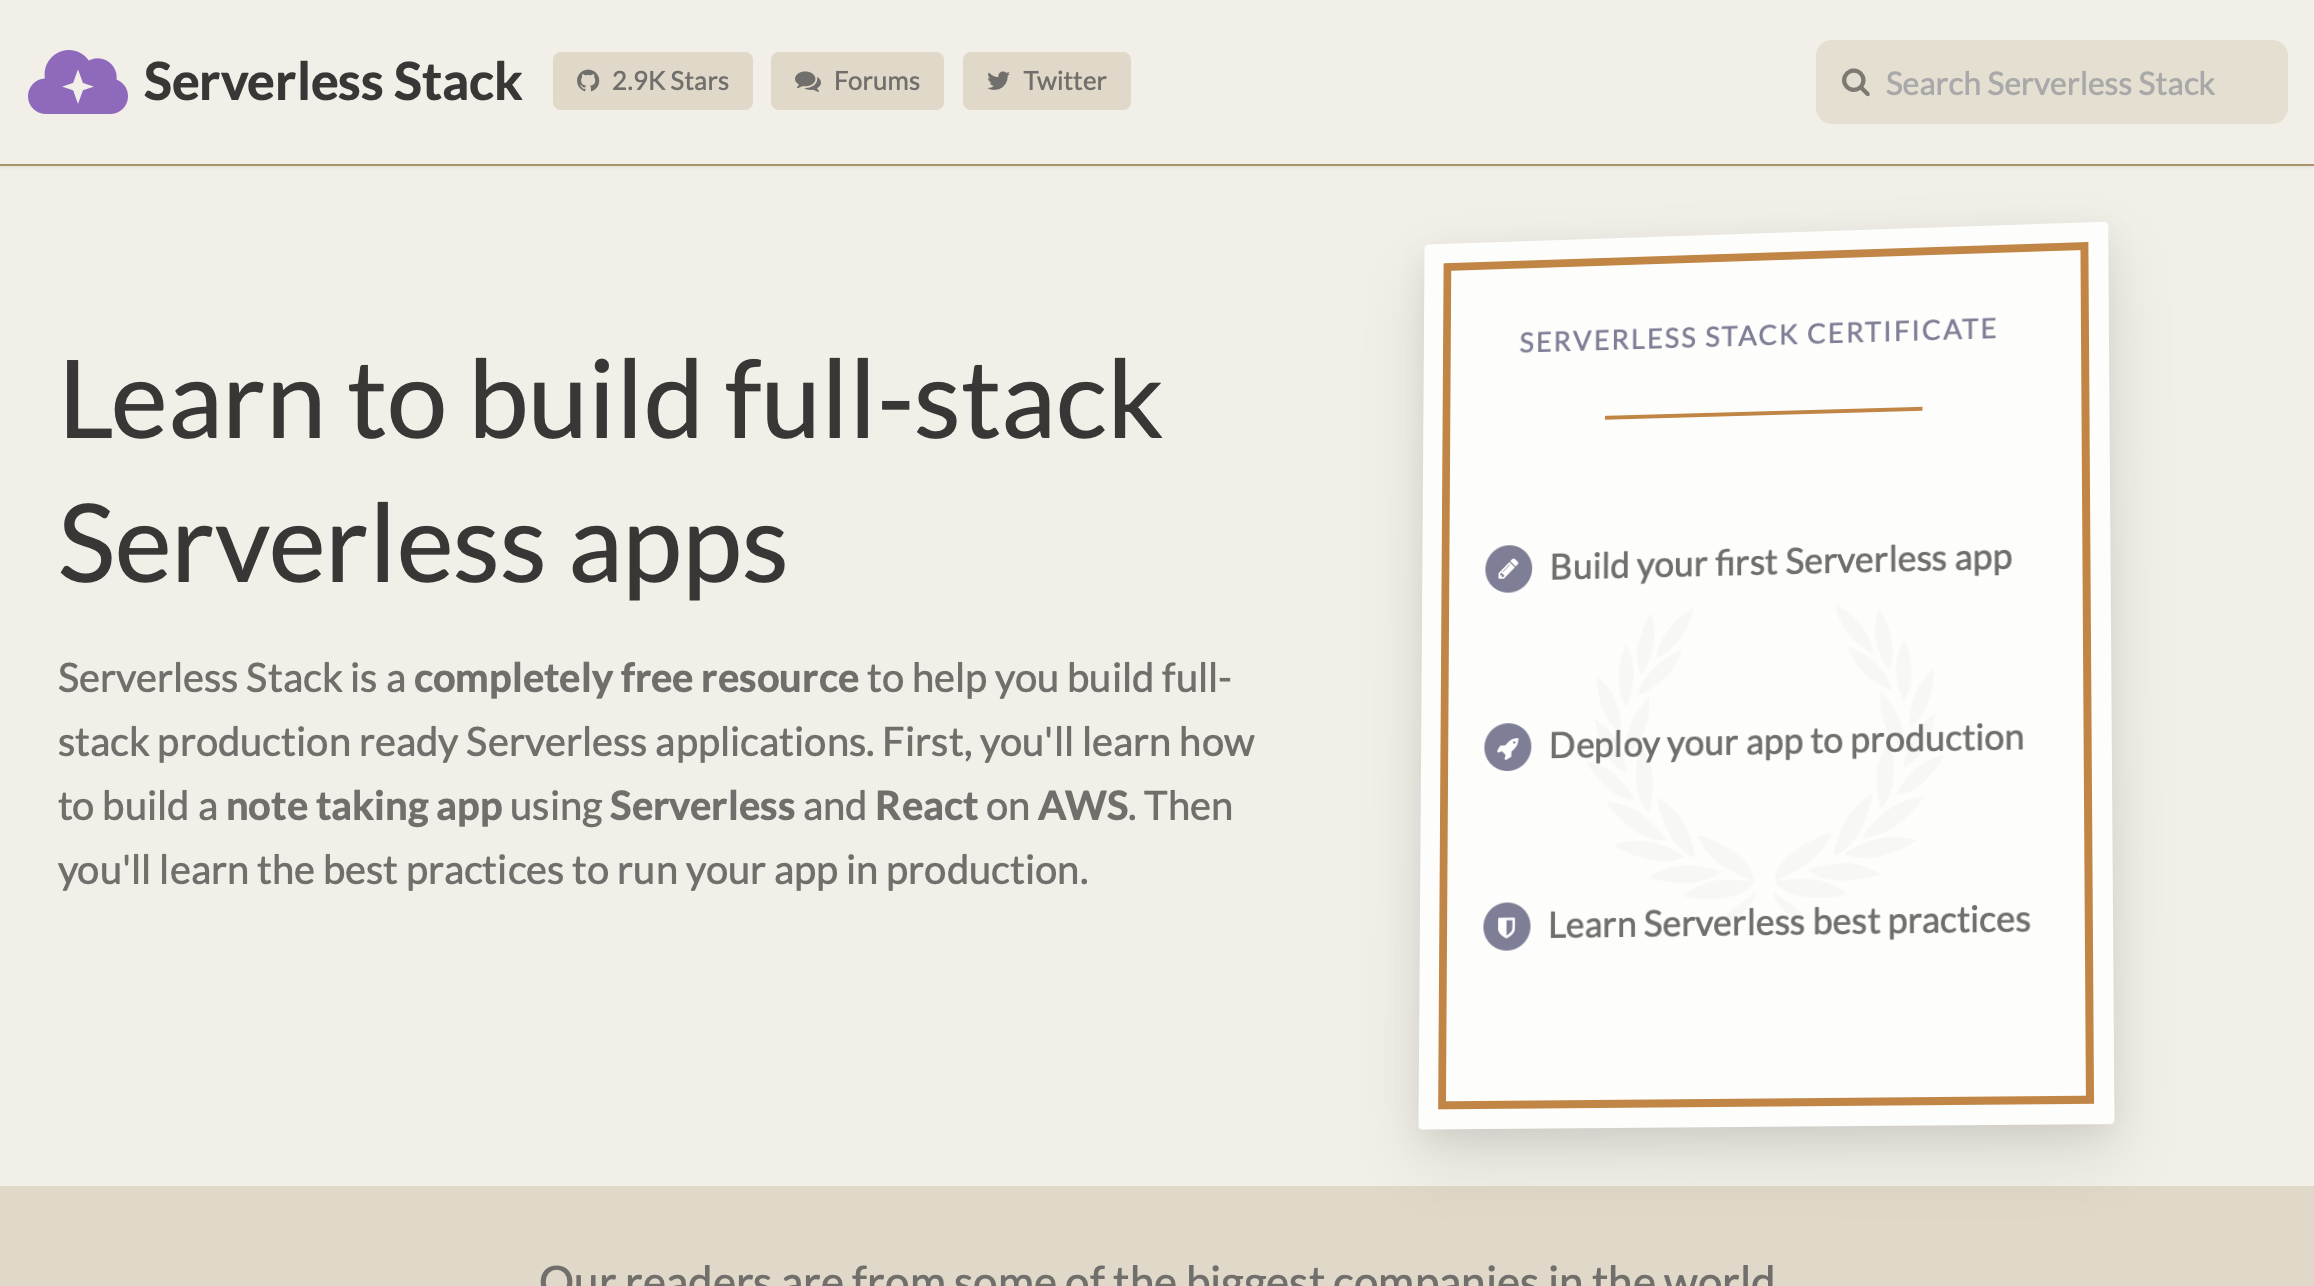 Serverless Stack
2.9K Stars
Forums
Twitter
Search Serverless Stack
Learn to build full-stack
Serverless apps
Serverless Stack is a completely free resource to help you build full-
stack production ready Serverless applications. First, you'll learn how
to build a note taking app using Serverless and React on AWS. Then
you'll learn the best practices to run your app in production.
SERVERLESS STACK CERTIFICATE
Build your first Serverless app
Deploy your app to production
Learn Serverless best practices
Our readers are from some of the biggest companies in the world